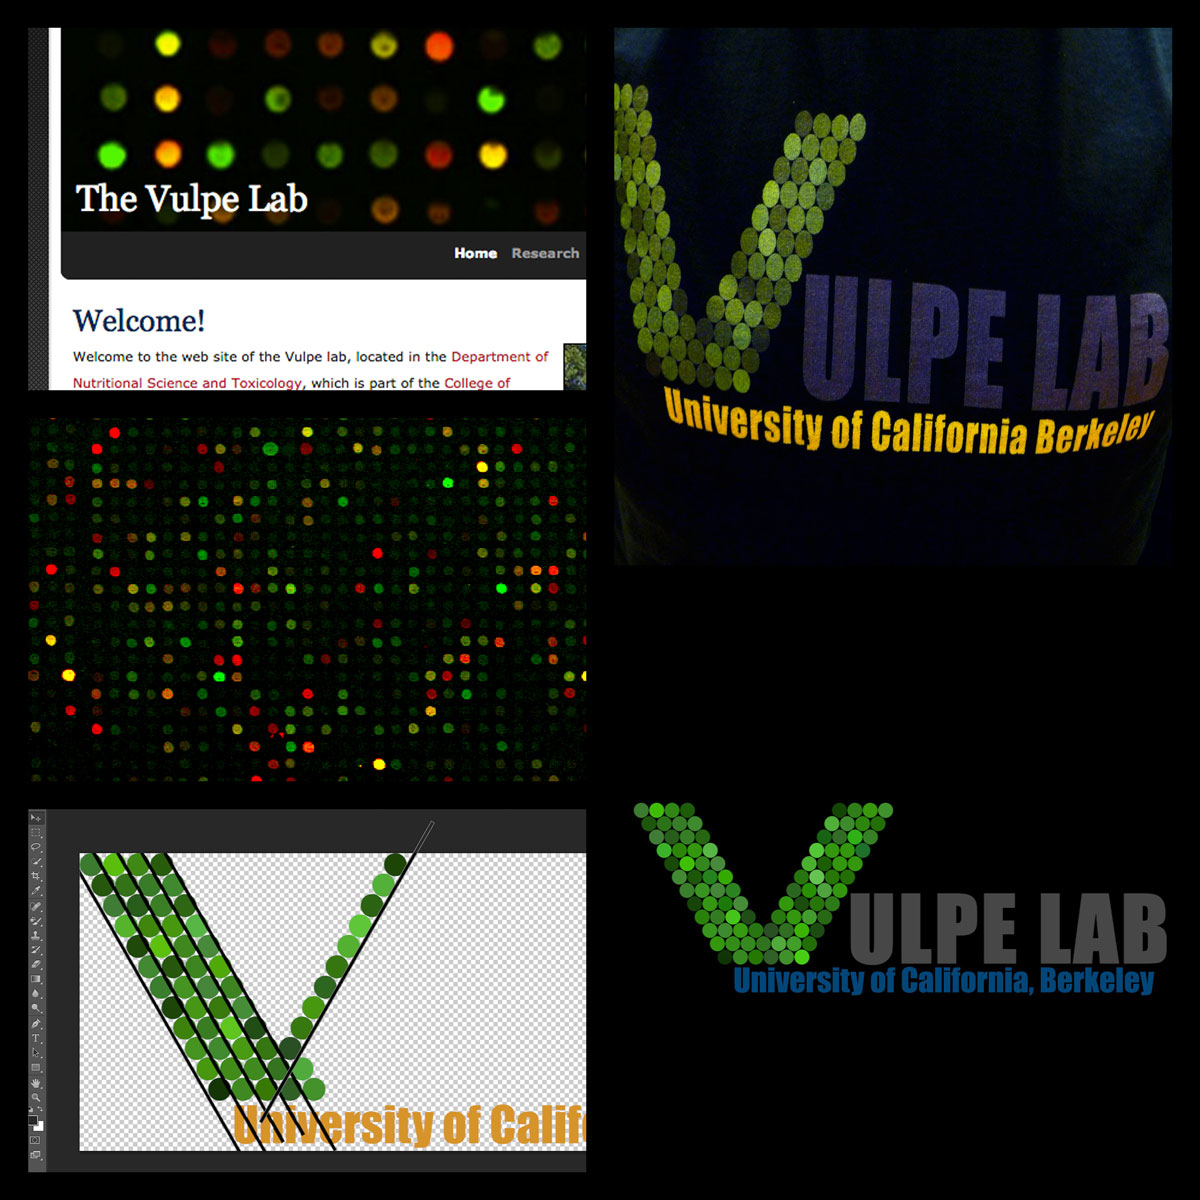 The Vulpe Lab
Home Research
Welcome!
Welcome to the web site of the Vulpe lab, located in the Department of
Nutritional Science and Toxicology, which is part of the College of
University of Calif
ULPE LAB
University of California Berkeley
ULPE LAB
University of California, Berkeley